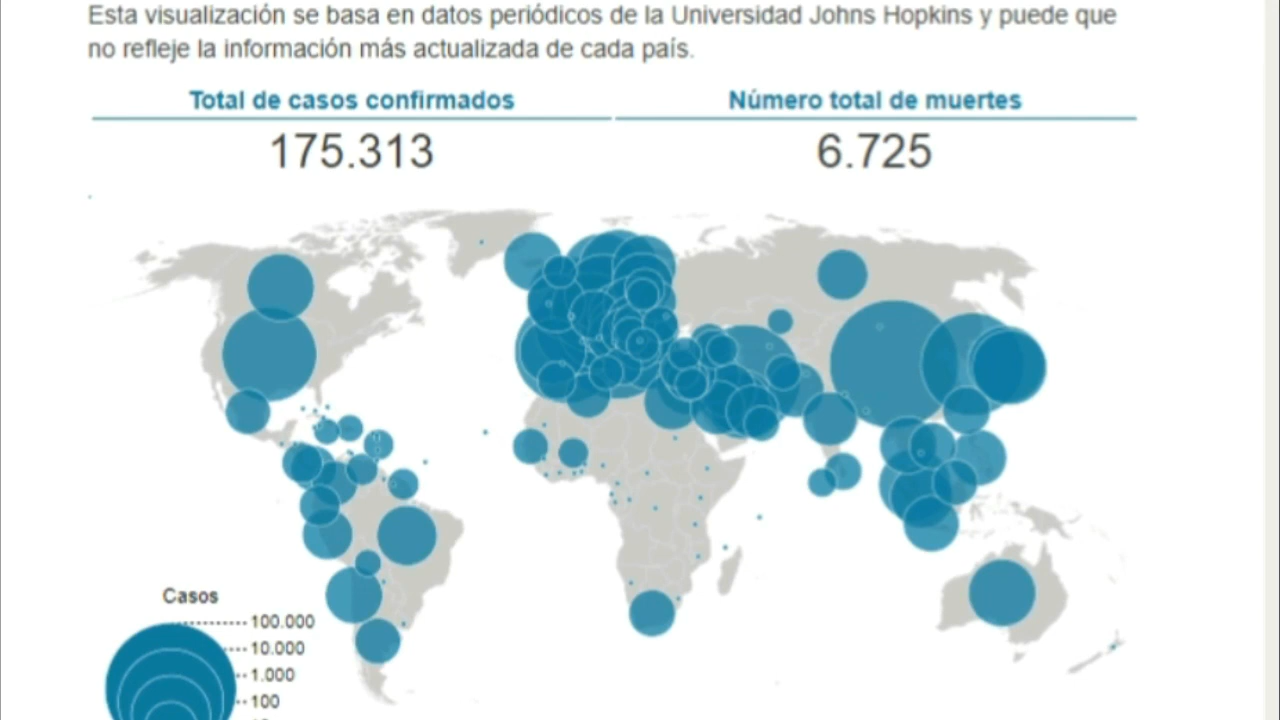 Esta visualización se basa en datos periódicos de la Universidad Johns Hopkins y puede que
no refleje la información más actualizada de cada país.
Total de casos confirmados
Número total de muertes
175.313
6.725
Casos
100.000
10.000
1.000
100